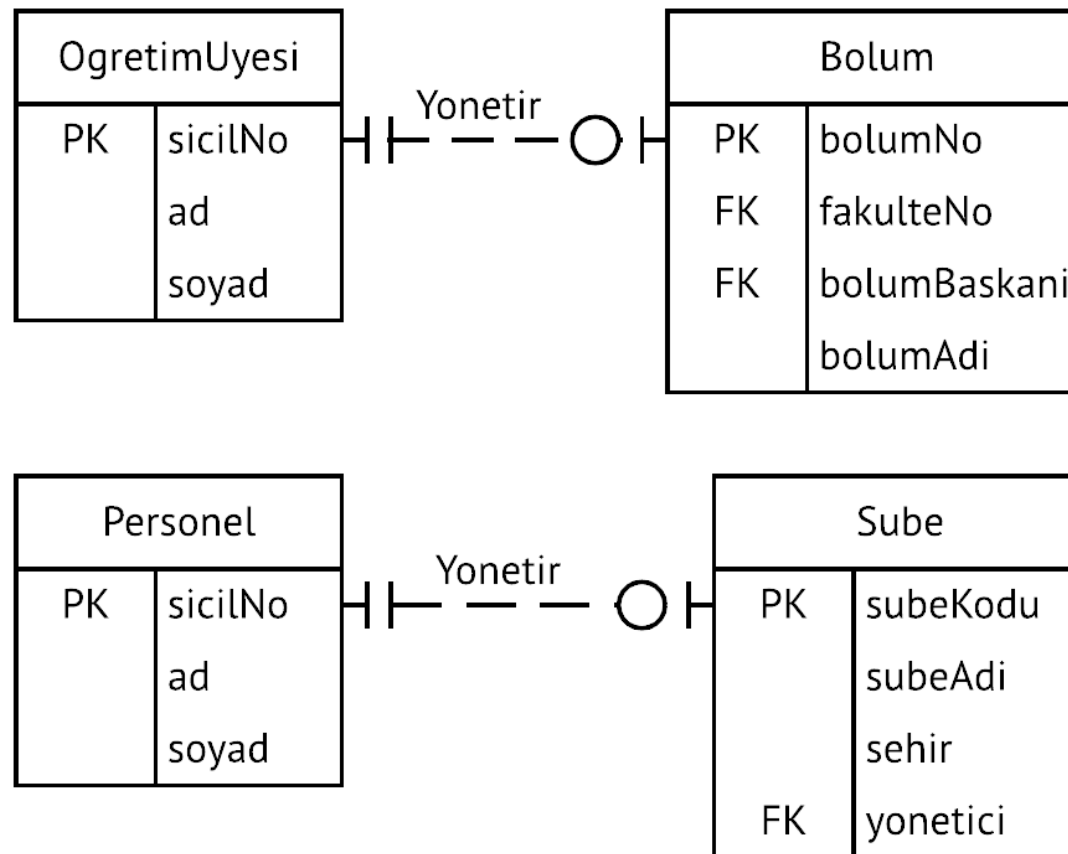 OgretimUyesi
PK sicilNo
ad
soyad
Yonetir
Bolum
PK bolumNo
FK fakulteNo
FK bolumBaskani
bolumAdi
Personel
PK sicilNo
ad
soyad
Yonetir
Sube
PK subeKodu
subeAdi
sehir
FK yonetici